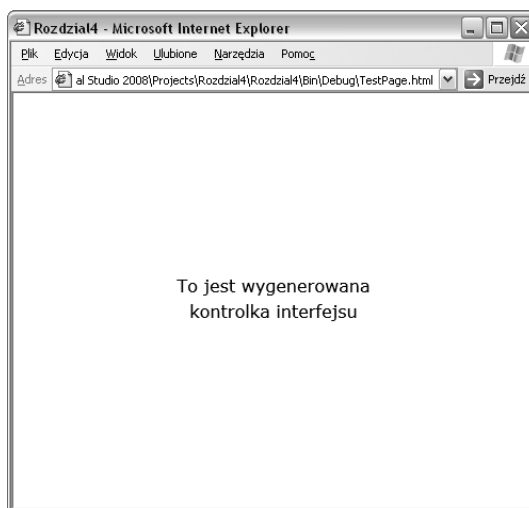 Rozdzial4 - Microsoft Internet Explorer
Plik Edycja Widok Ulubione Narzędzia Pomoc
Adres al Studio 2008\Projects\Rozdzial4\Rozdzial4\Bin\Debug\TestPage.html Przejdź
To jest wygenerowana
kontrolka interfejsu